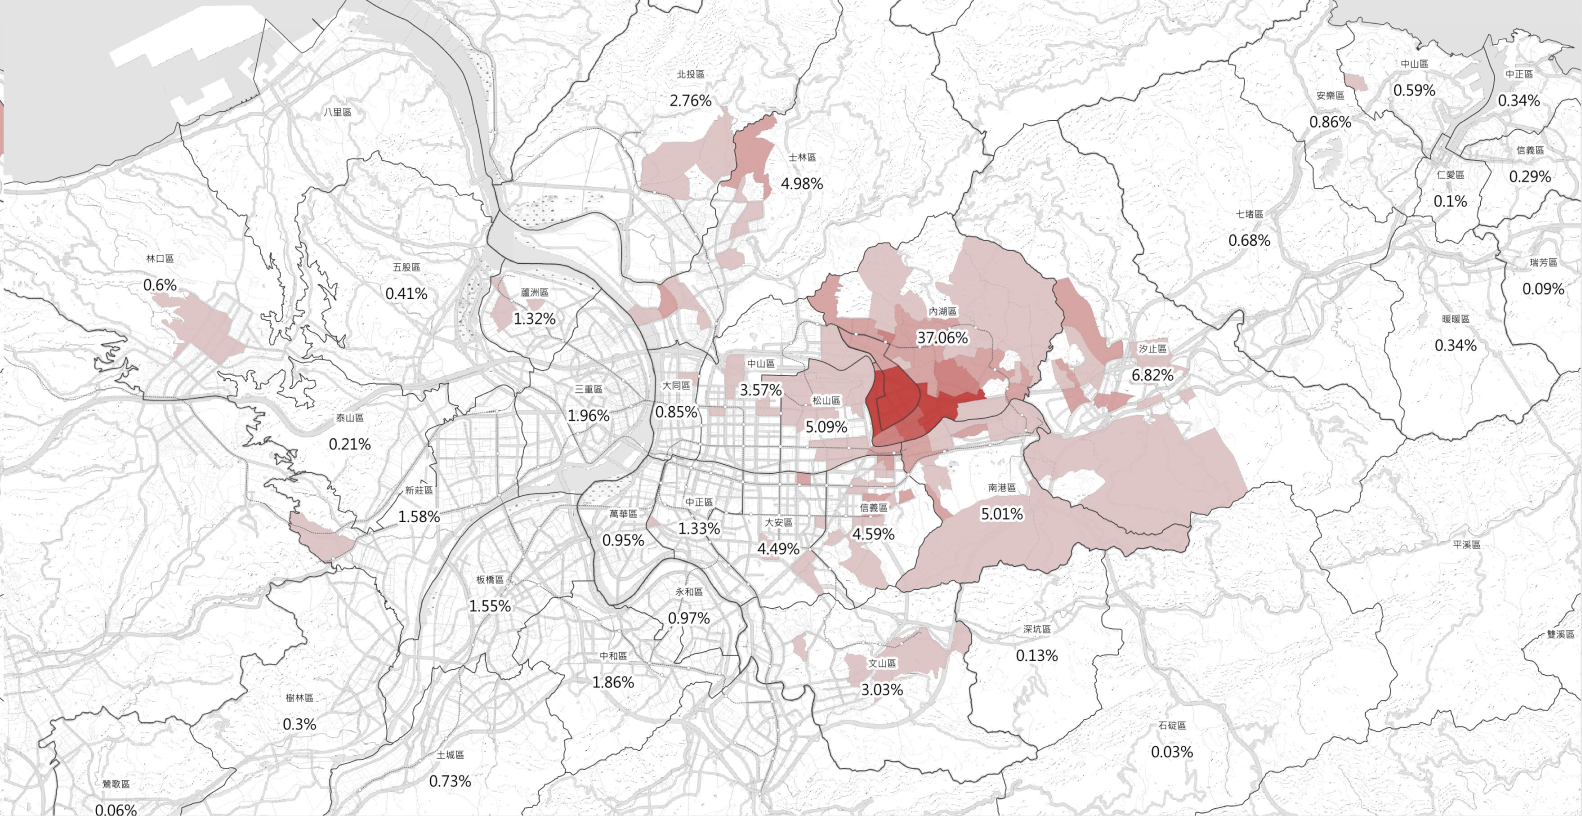 北投區
2.76%
中山區
0.59%
中正區
0.34%
安樂區
0.86%
八里區
士林區
4.98%
信義區
0.29%
仁愛區
0.1%
七堵區
0.68%
林口區
0.6%
五股區
0.41%
瑞芳區
0.09%
蘆洲區
1.32%
內湖區
37.06%
暖暖區
0.34%
汐止區
6.82%
中山區
3.57%
三重區
1.96%
大同區
0.85%
松山區
5.09%
泰山區
0.21%
新莊區
1.58%
南港區
5.01%
中正區
1.33%
信義區
4.59%
萬華區
0.95%
大安區
4.49%
平溪區
板橋區
1.55%
永和區
0.97%
深坑區
0.13%
雙溪區
中和區
1.86%
文山區
3.03%
樹林區
0.3%
石碇區
0.03%
土城區
0.73%
鶯歌區
0.06%